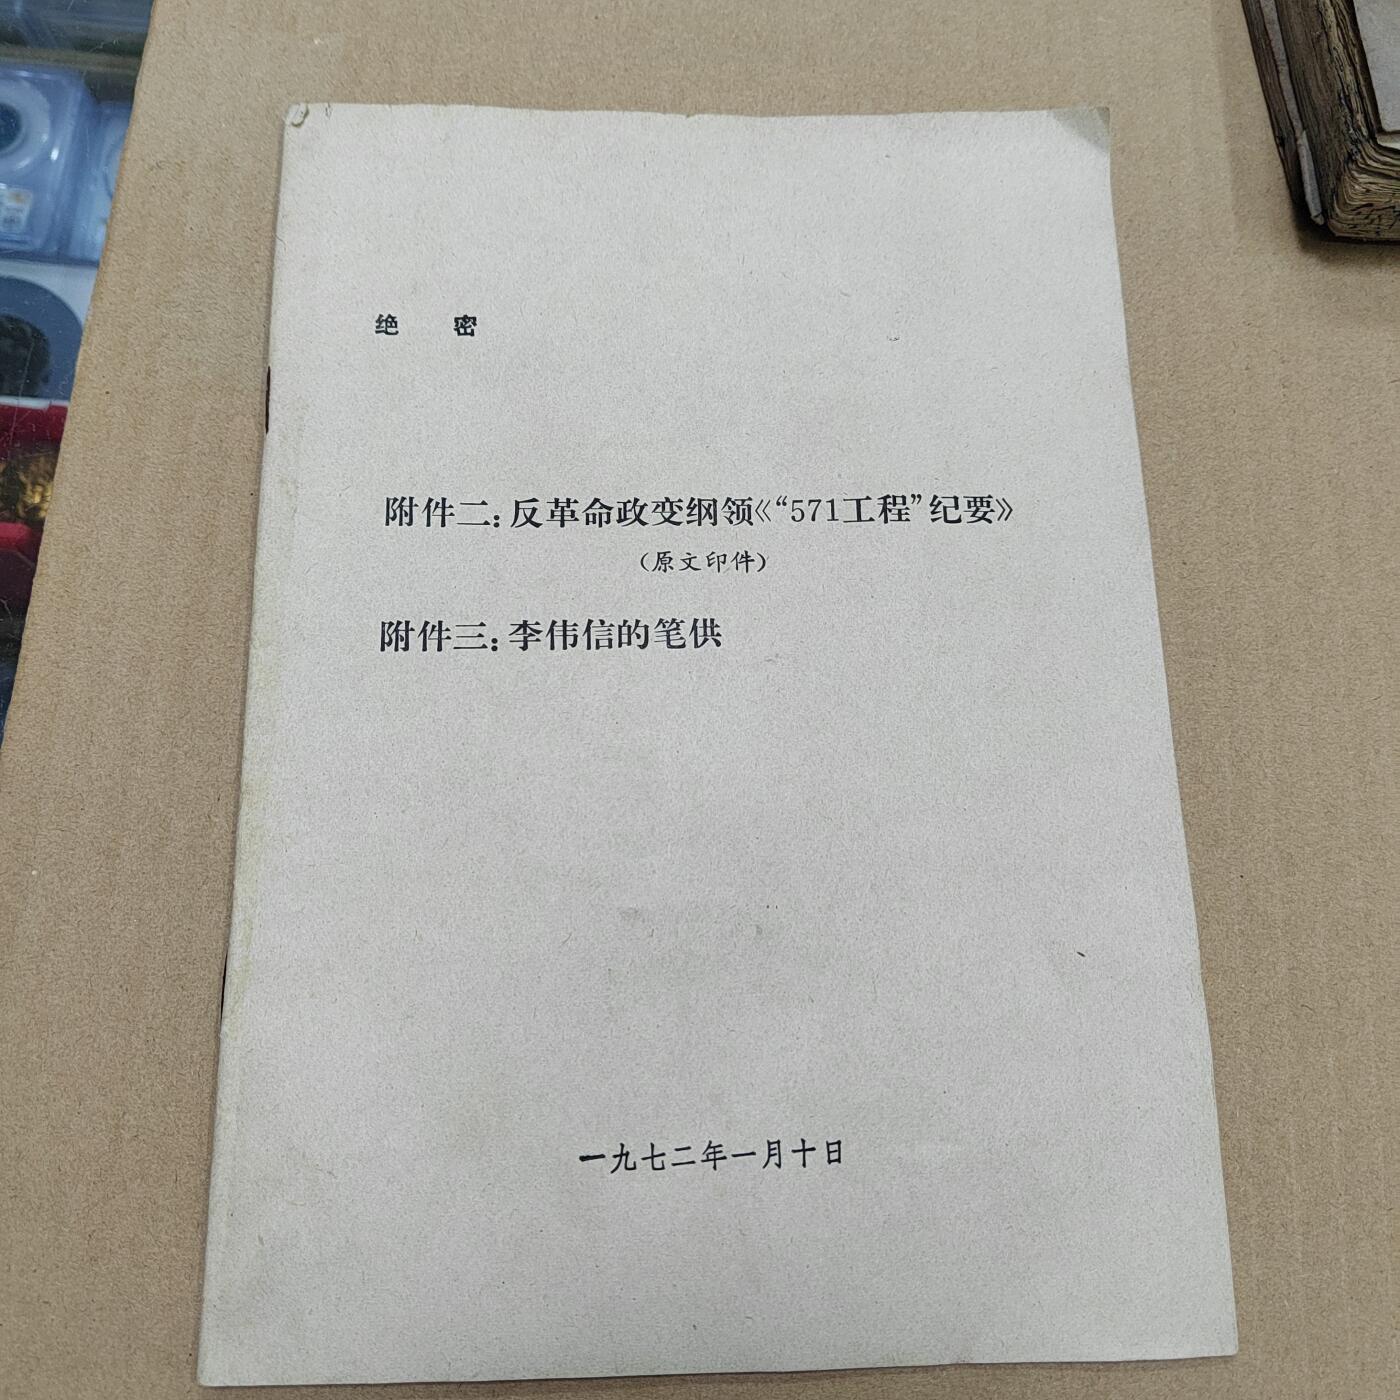 绝 密
附件二：反革命政变纲领《“571工程”纪要》
（原文印件）
附件三：李伟信的笔供
一九七二年一月十日